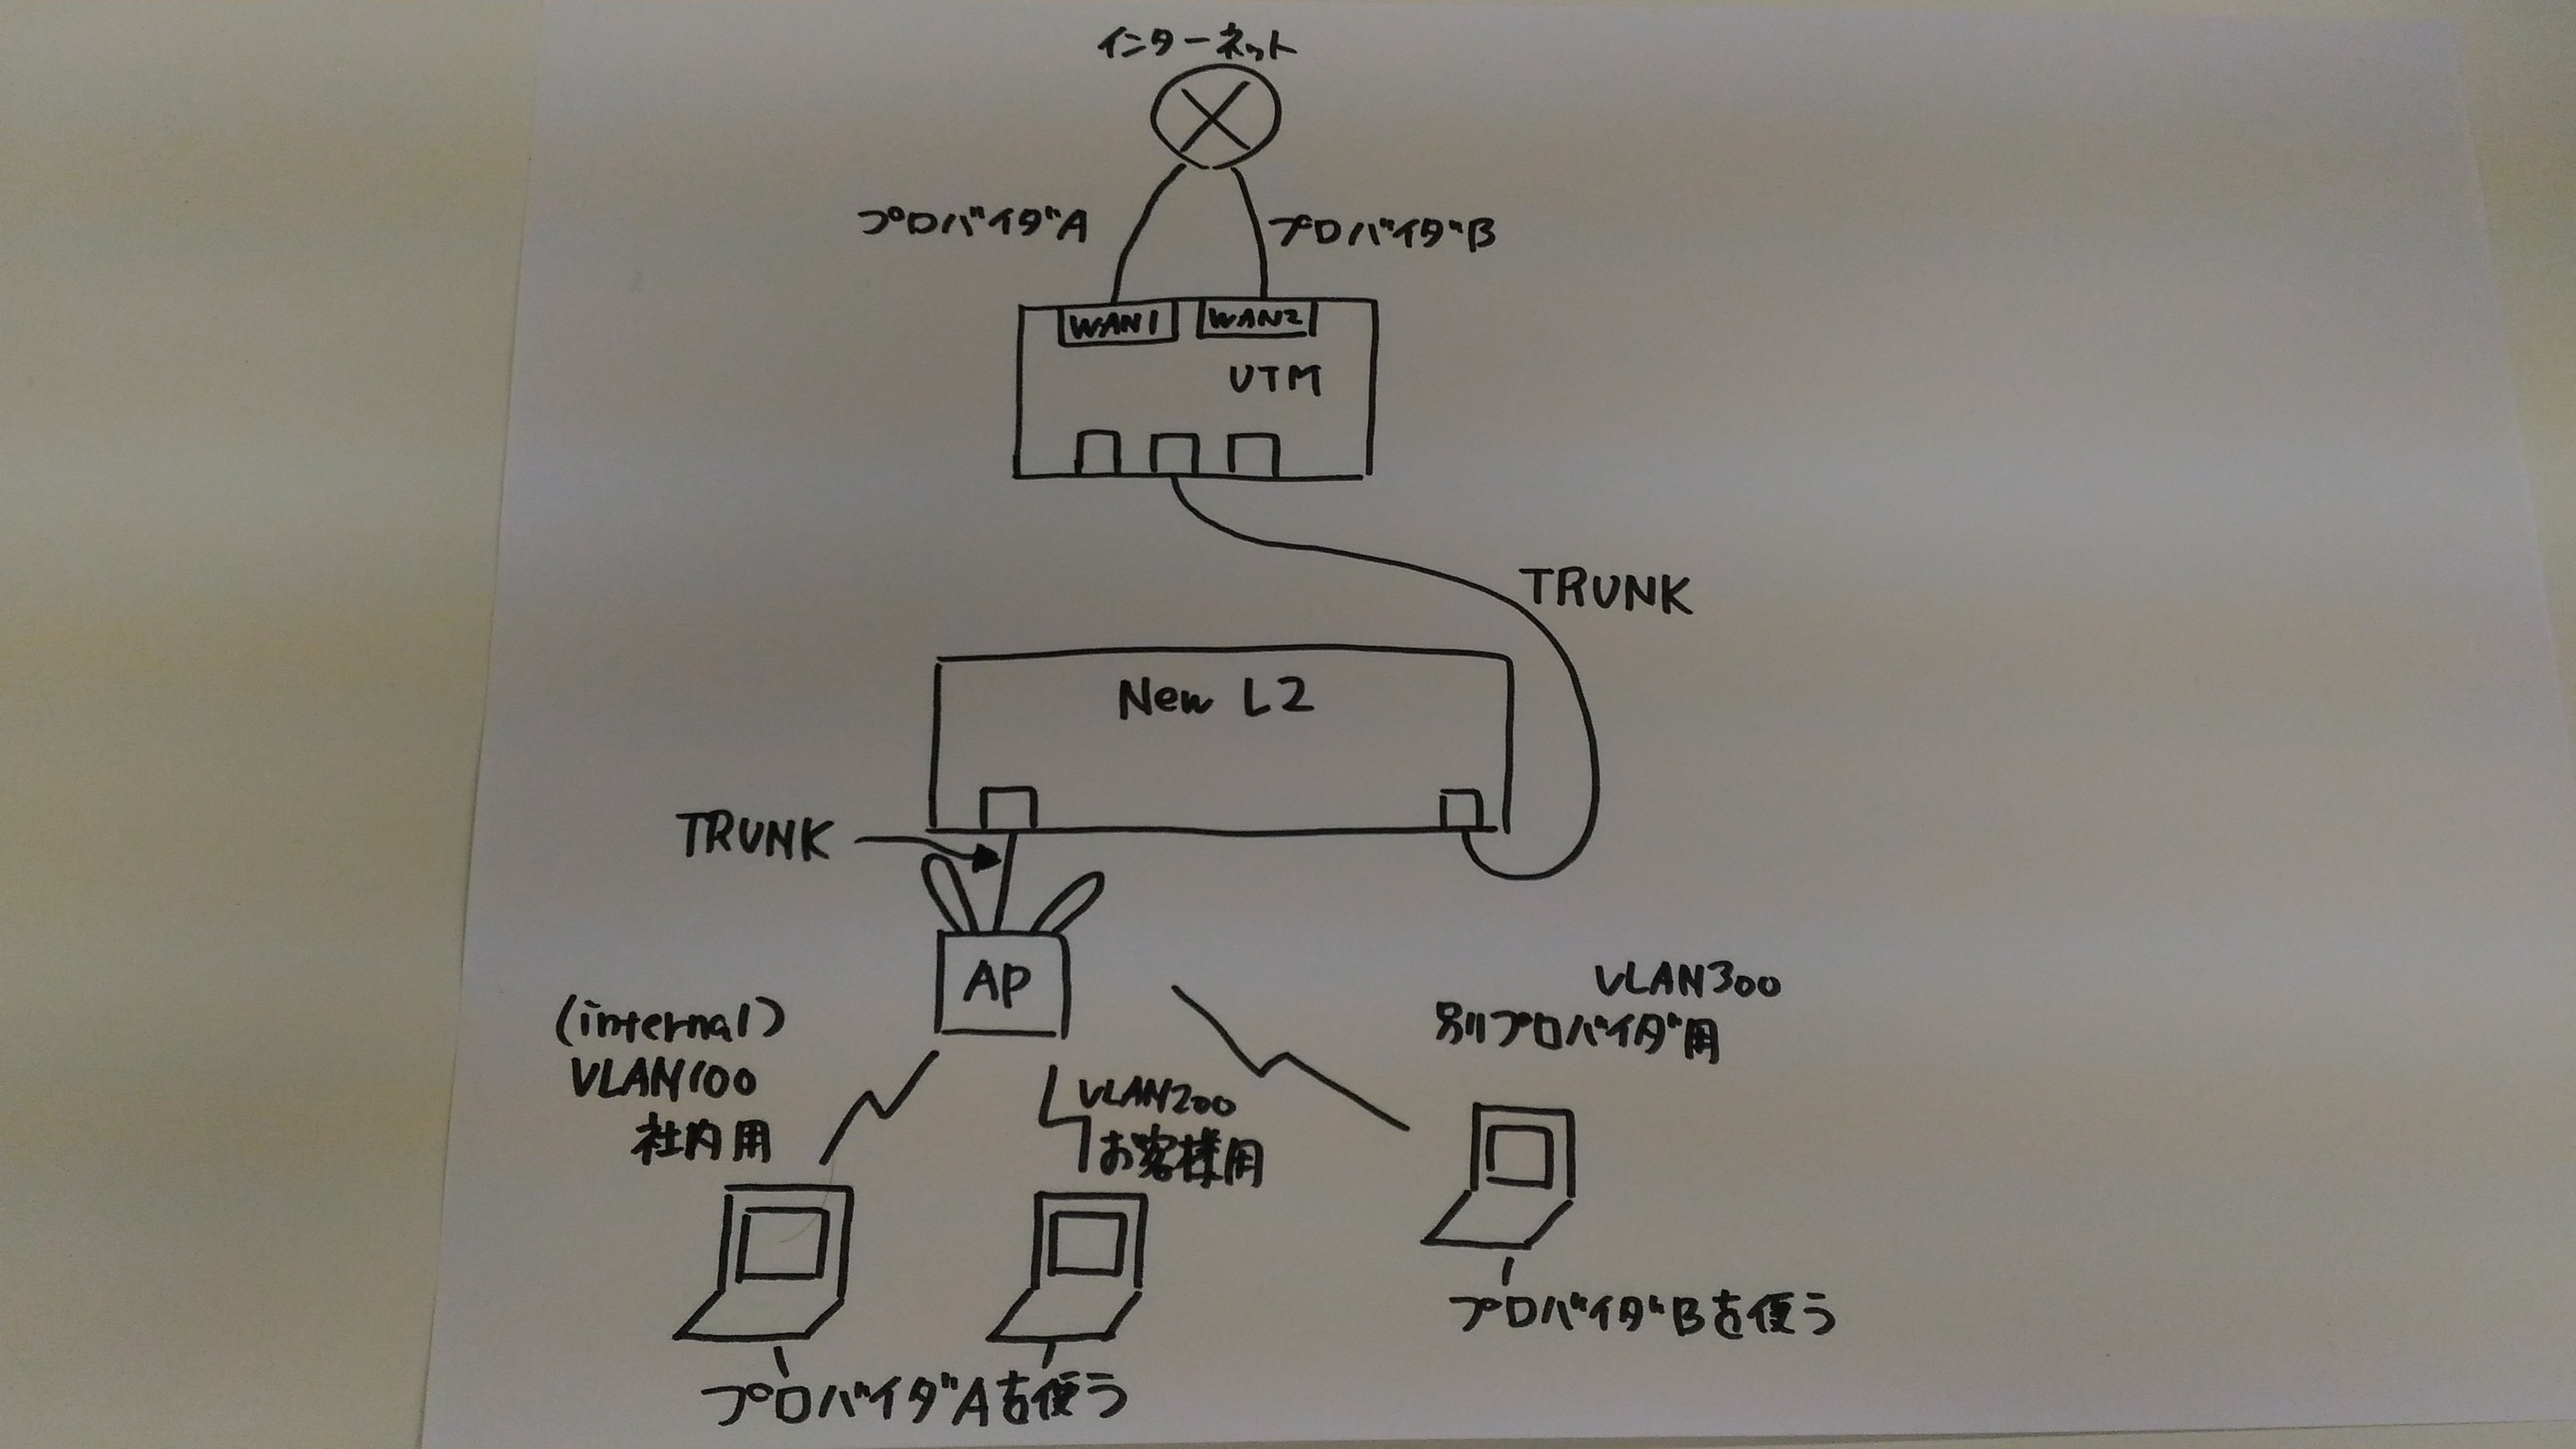 インターネット
プロバイダA
プロバイダB
WAN1
WAN2
UTM
TRUNK
New L2
TRUNK
AP
(internal)
VLAN100
社内用
VLAN200
お客様用
VLAN300
別プロバイダ用
プロバイダAを使う
プロバイダBを使う